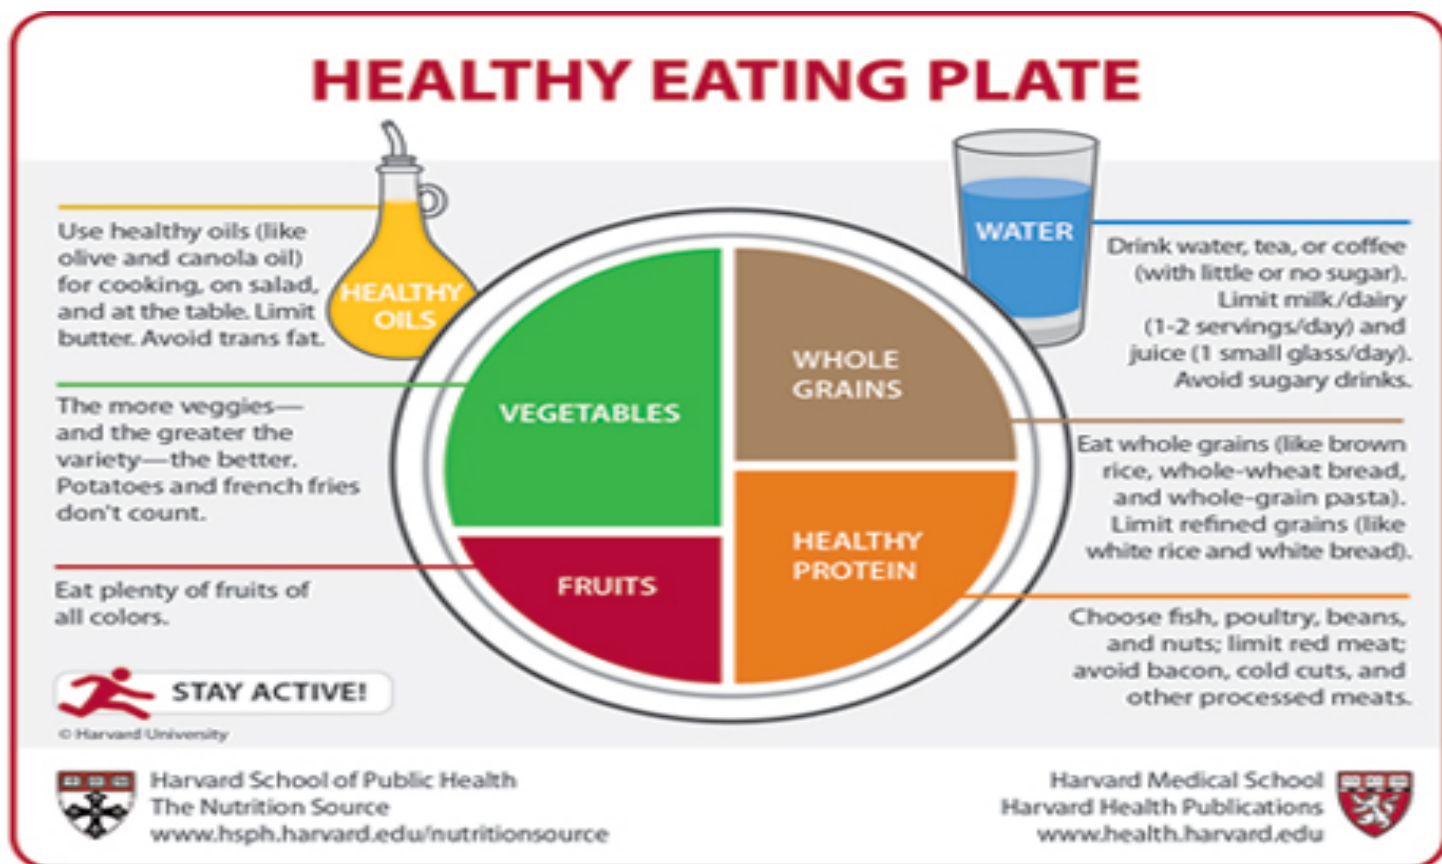 HEALTHY EATING PLATE
Use healthy oils (like
olive and canola oil)
for cooking, on salad,
and at the table. Limit
butter. Avoid trans fat.
HEALTHY
OILS
The more veggies—
and the greater the
variety—the better.
Potatoes and french fries
don't count.
Eat plenty of fruits of
all colors.
STAY ACTIVE!
© Harvard University
VEGETABLES
FRUITS
WHOLE
GRAINS
HEALTHY
PROTEIN
WATER
Drink water, tea, or coffee
(with little or no sugar).
Limit milk/dairy
(1-2 servings/day) and
juice (1 small glass/day).
Avoid sugary drinks.
Eat whole grains (like brown
rice, whole-wheat bread,
and whole-grain pasta).
Limit refined grains (like
white rice and white bread).
Choose fish, poultry, beans,
and nuts; limit red meat;
avoid bacon, cold cuts, and
other processed meats.
Harvard School of Public Health
The Nutrition Source
www.hsph.harvard.edu/nutritionsource
Harvard Medical School
Harvard Health Publications
www.health.harvard.edu